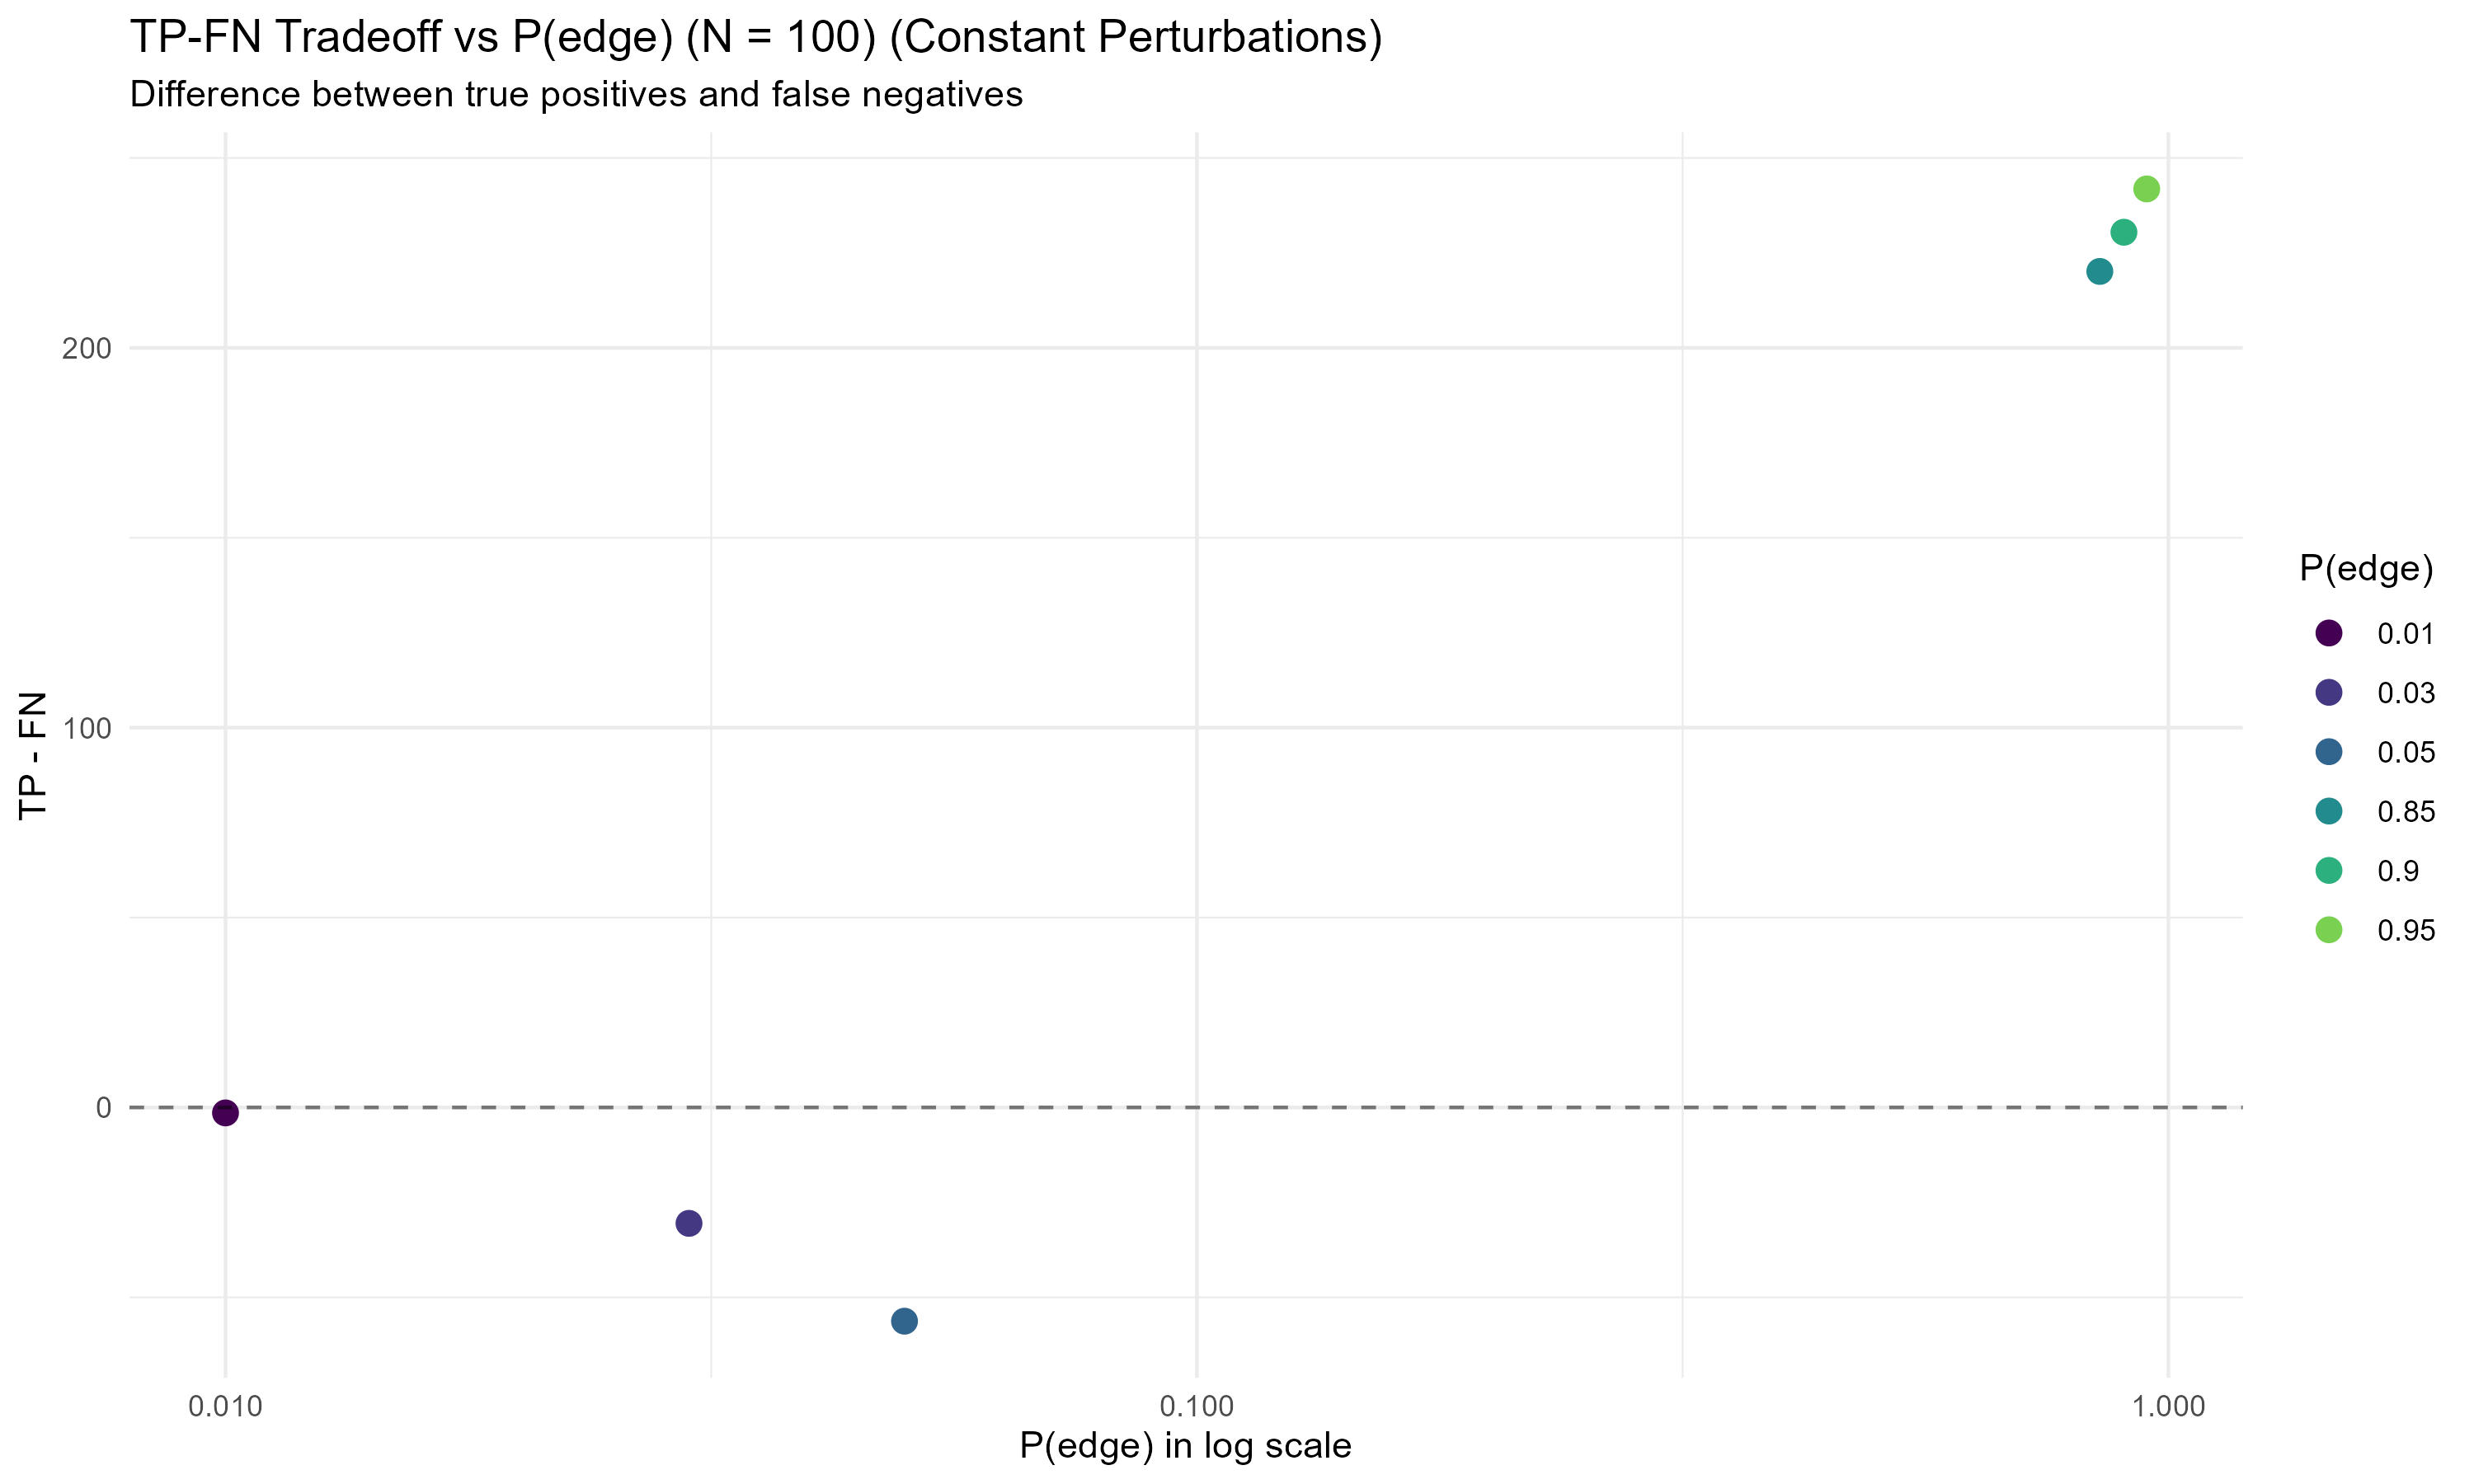 TP-FN Tradeoff vs P(edge) (N = 100) (Constant Perturbations)
Difference between true positives and false negatives
TP - FN
200
100
0
0.010
0.100
1.000
P(edge) in log scale
P(edge)
0.01
0.03
0.05
0.85
0.9
0.95